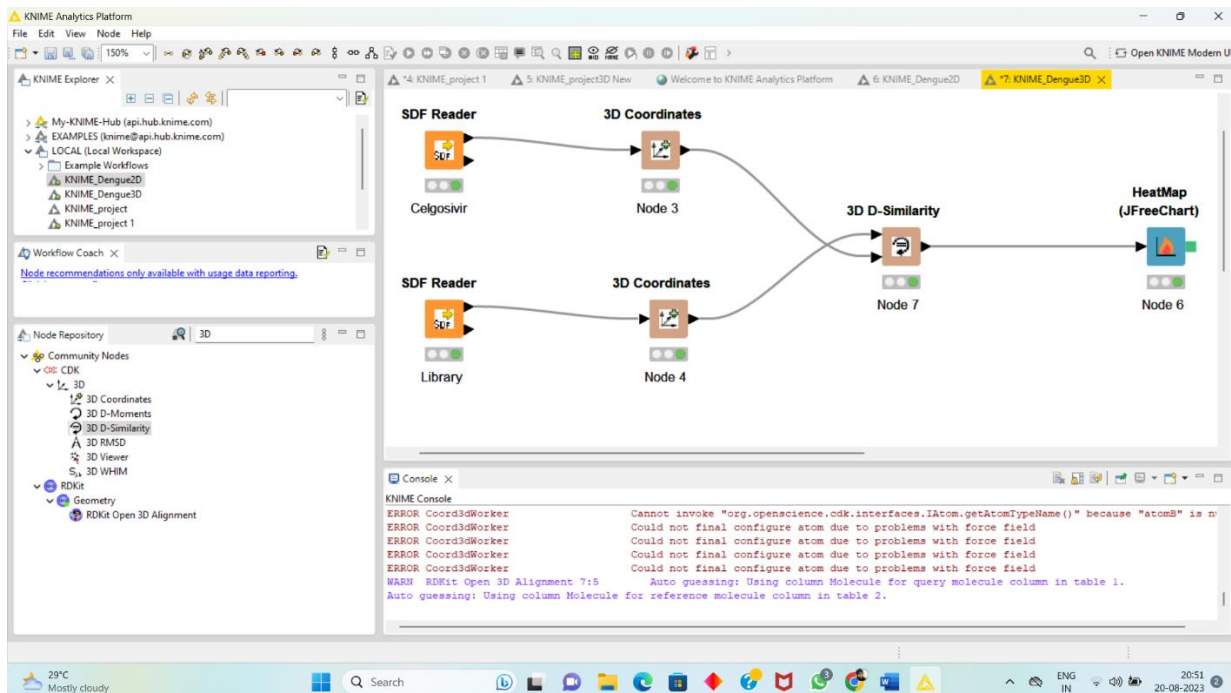 KNIME Analytics Platform
File Edit View Node Help
150%
Open KNIME Modern U
KNIME Explorer
My-KNIME-Hub (api.hub.knime.com)
EXAMPLES (knime@api.hub.knime.com)
LOCAL (Local Workspace)
Example Workflows
KNIME_Dengue2D
KNIME_Dengue3D
KNIME_project
KNIME_project 1
Workflow Coach
Node recommendations only available with usage data reporting.
Node Repository
3D
Community Nodes
CDK
3D
3D Coordinates
3D D-Moments
3D D-Similarity
3D RMSD
3D Viewer
3D WHIM
RDKit
Geometry
RDKit Open 3D Alignment
*4: KNIME_project 1
5: KNIME_project3D New
Welcome to KNIME Analytics Platform
6: KNIME_Dengue2D
*7: KNIME_Dengue3D
SDF Reader
SDF
Celgosivir
3D Coordinates
Node 3
SDF Reader
SDF
Library
3D Coordinates
Node 4
3D D-Similarity
Node 7
HeatMap
(JFreeChart)
Node 6
Console
KNIME Console
ERROR Coord3dWorker Cannot invoke "org.openscience.cdk.interfaces.IAtom.getAtomTypeName()" because "atomB" is n
ERROR Coord3dWorker Could not final configure atom due to problems with force field
ERROR Coord3dWorker Could not final configure atom due to problems with force field
ERROR Coord3dWorker Could not final configure atom due to problems with force field
ERROR Coord3dWorker Could not final configure atom due to problems with force field
WARN RDKit Open 3D Alignment 7:5 Auto guessing: Using column Molecule for query molecule column in table 1.
Auto guessing: Using column Molecule for reference molecule column in table 2.
29°C
Mostly cloudy
Search
ENG
IN
20:51
20-08-2023
2